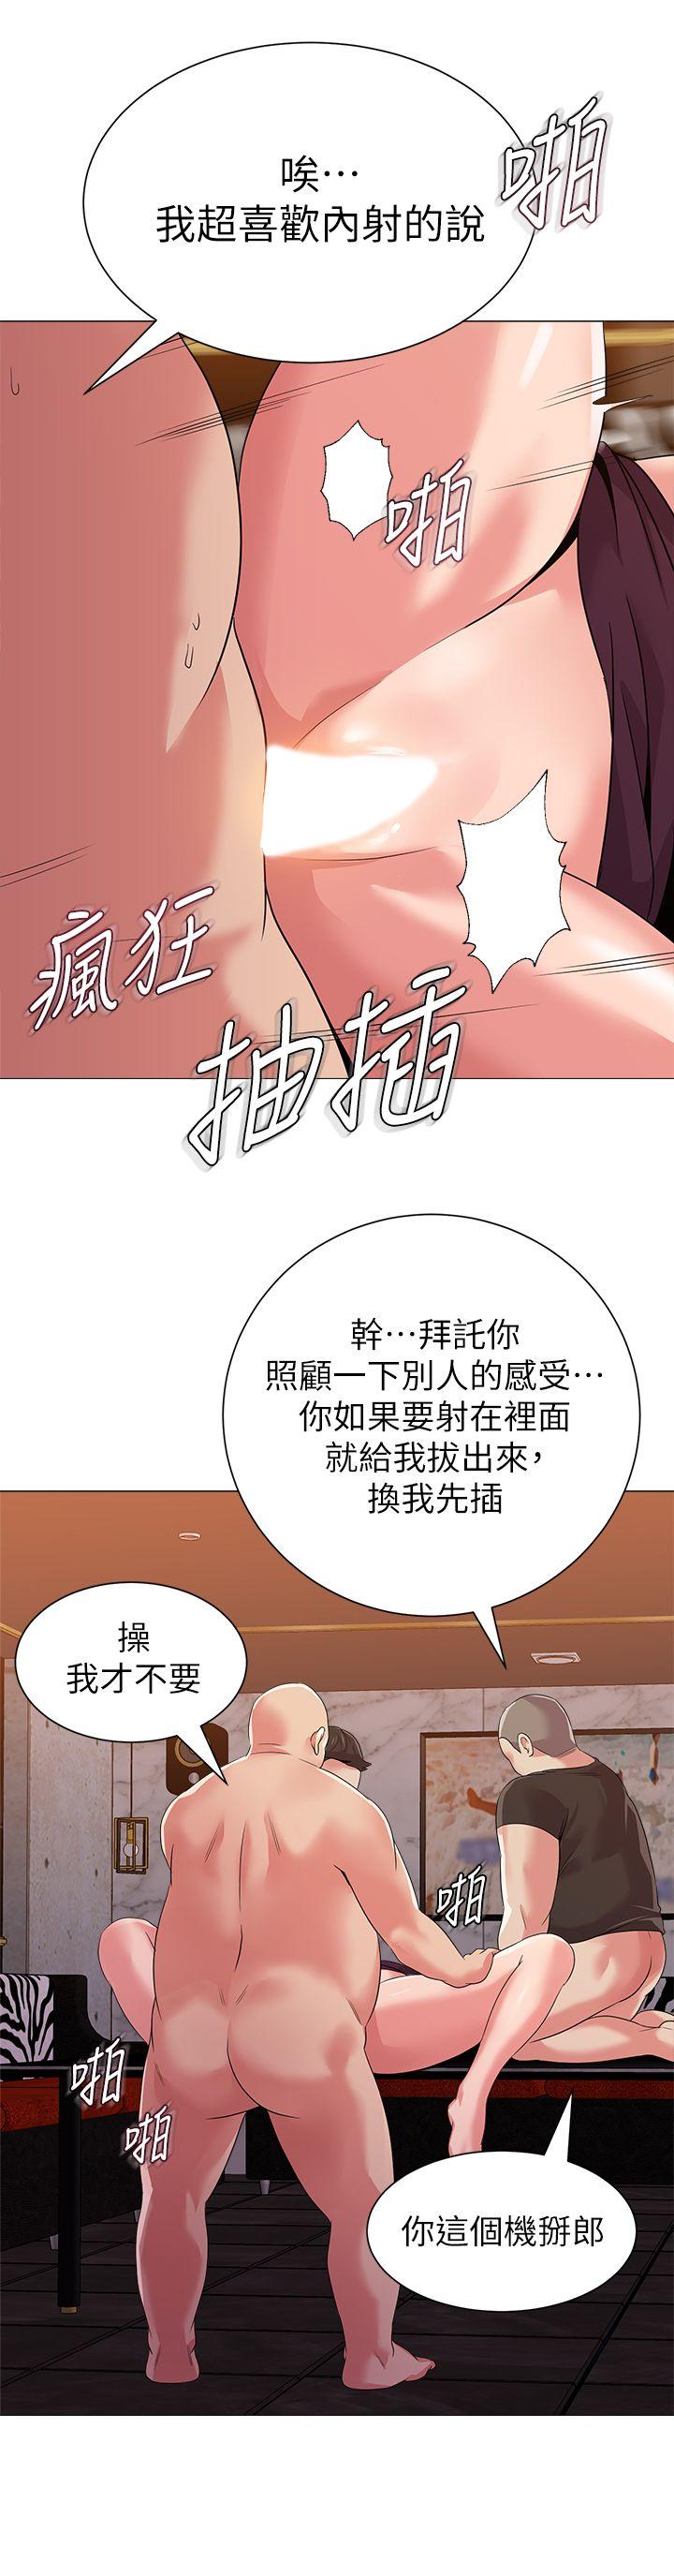 唉…
我超喜歡內射的說
啪
啪
瘋狂
抽插
幹…拜託你
照顧一下別人的感受…
你如果要射在裡面
就給我拔出來,
換我先插
操
我才不要
啪
啪
啪
你這個機掰郎